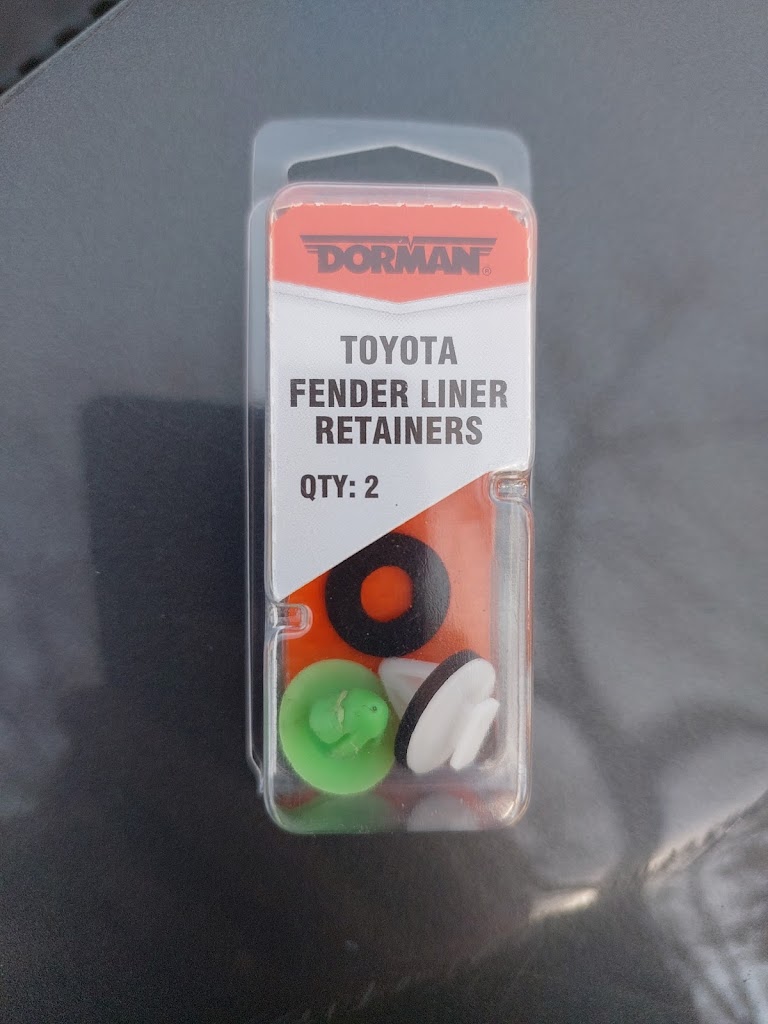 DORMAN®
TOYOTA
FENDER LINER
RETAINERS
QTY: 2